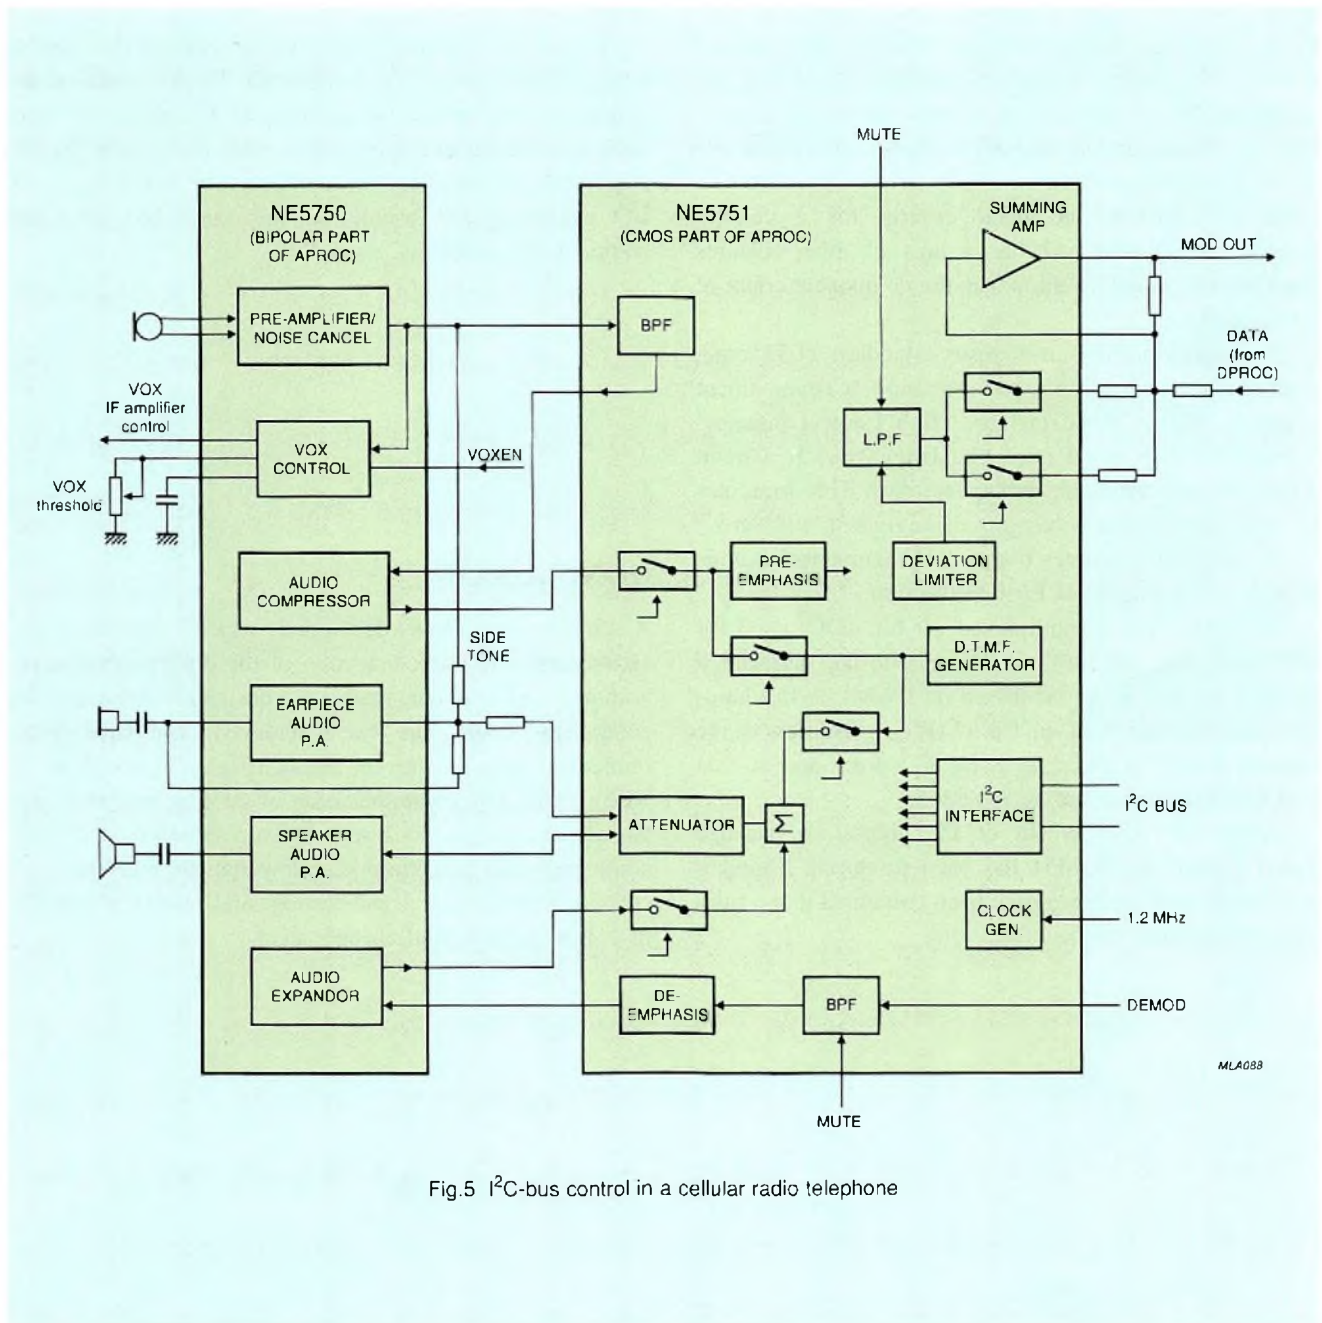 MUTE
NE5750
(BIPOLAR PART
OF APROC)
NE5751
(CMOS PART OF APROC)
SUMMING
AMP
MOD OUT
PRE-AMPLIFIER/
NOISE CANCEL
BPF
DATA
(from
DPROC)
VOX
IF amplifier
control
VOX
CONTROL
VOXEN
L.P.F
VOX
threshold
AUDIO
COMPRESSOR
PRE-
EMPHASIS
DEVIATION
LIMITER
SIDE
TONE
D.T.M.F.
GENERATOR
EARPIECE
AUDIO
P.A.
I²C
INTERFACE
I²C BUS
SPEAKER
AUDIO
P.A.
ATTENUATOR
Σ
CLOCK
GEN.
1.2 MHz
AUDIO
EXPANDOR
DE-
EMPHASIS
BPF
DEMOD
MLA088
MUTE
Fig.5 I²C-bus control in a cellular radio telephone